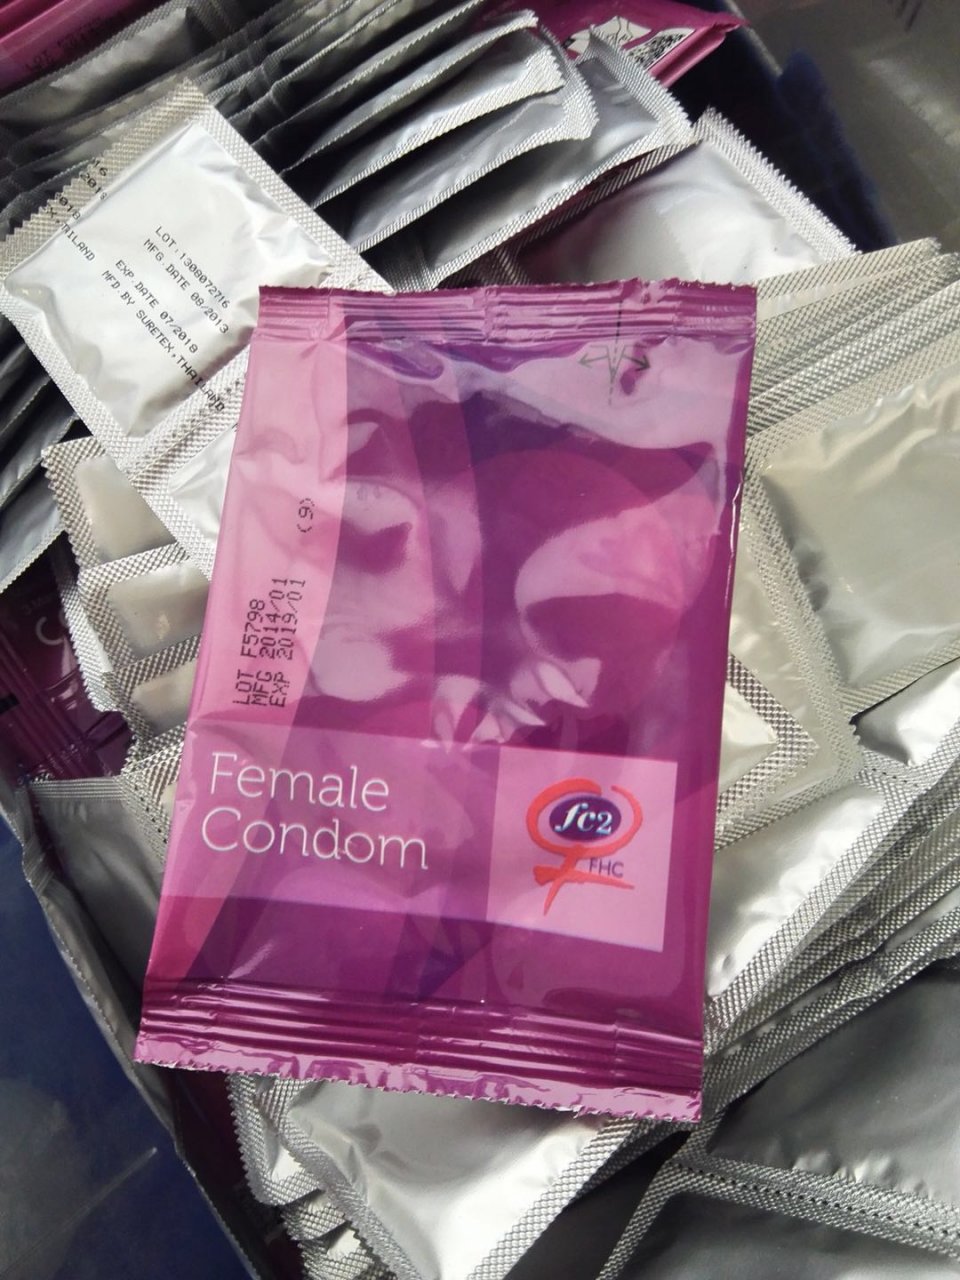 LOT:1308072716
MFG.DATE 08/2013
EXP DATE 07/2018
MFD BY SURETEX,THAILAND
(9)
LOT F5798
MFG 2014/01
EXP 2019/01
Female
Condom
fc2
FHC